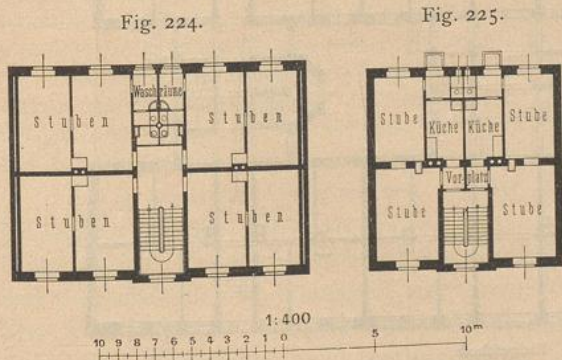 Fig. 224.
Fig. 225.
Waschräume
Stuben
Stuben
Stuben
Stuben
Stube
Küche
Küche
Stube
Vorplatz
Stube
Stube
1:400
10 9 8 7 6 5 4 3 2 1 0
5
10 m